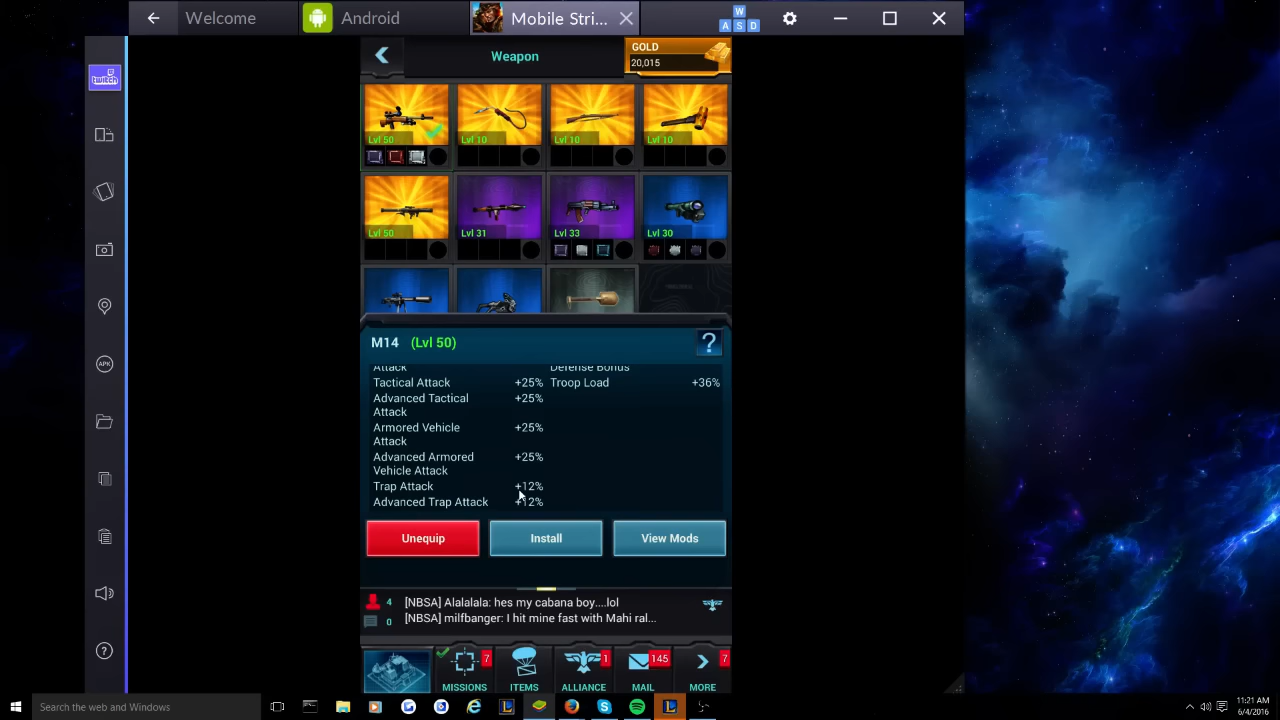 Welcome
Android
Mobile Stri...
W
A S D
twitch
Weapon
GOLD
20,015
Lvl 50
Lvl 10
Lvl 10
Lvl 10
Lvl 50
Lvl 31
Lvl 33
Lvl 30
APK
M14 (Lvl 50)
?
Attack
Defense Bonus
Tactical Attack +25%
Troop Load +36%
Advanced Tactical
Attack +25%
Armored Vehicle
Attack +25%
Advanced Armored
Vehicle Attack +25%
Trap Attack +12%
Advanced Trap Attack +12%
Unequip
Install
View Mods
4 [NBSA] Alalalala: hes my cabana boy....lol
0 [NBSA] milfbanger: I hit mine fast with Mahi ral...
7
1
145
7
MISSIONS
ITEMS
ALLIANCE
MAIL
MORE
Search the web and Windows
11:21 AM
6/4/2016